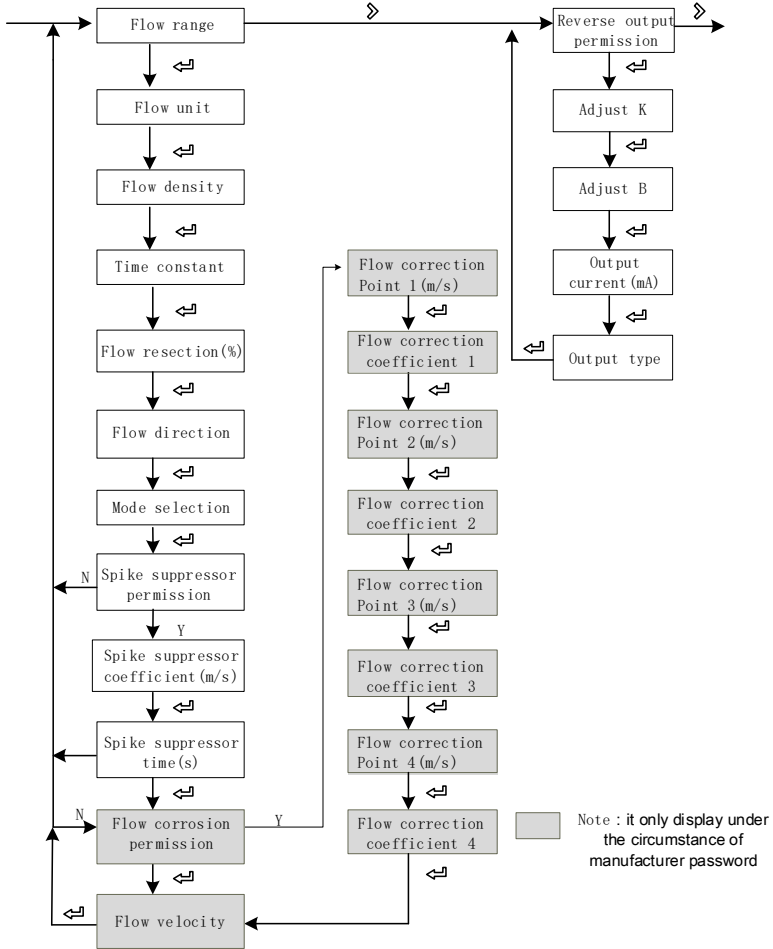 Flow range
Flow unit
Flow density
Time constant
Flow resection(%)
Flow direction
Mode selection
Spike suppressor
permission
N
Y
Spike suppressor
coefficient(m/s)
Spike suppressor
time(s)
Flow corrosion
permission
N
Y
Flow velocity
Flow correction
Point 1(m/s)
Flow correction
coefficient 1
Flow correction
Point 2(m/s)
Flow correction
coefficient 2
Flow correction
Point 3(m/s)
Flow correction
coefficient 3
Flow correction
Point 4(m/s)
Flow correction
coefficient 4
Reverse output
permission
Adjust K
Adjust B
Output
current(mA)
Output type
Note : it only display under
the circumstance of
manufacturer password